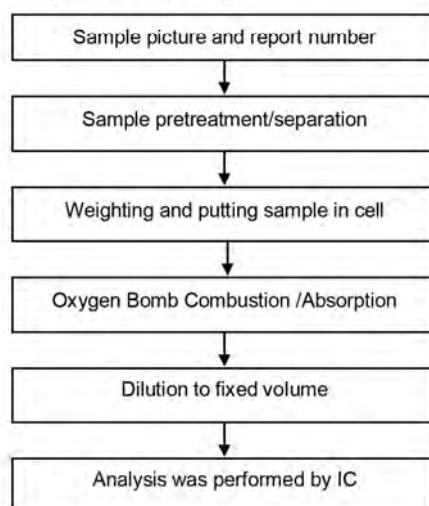 Sample picture and report number
Sample pretreatment/separation
Weighting and putting sample in cell
Oxygen Bomb Combustion /Absorption
Dilution to fixed volume
Analysis was performed by IC